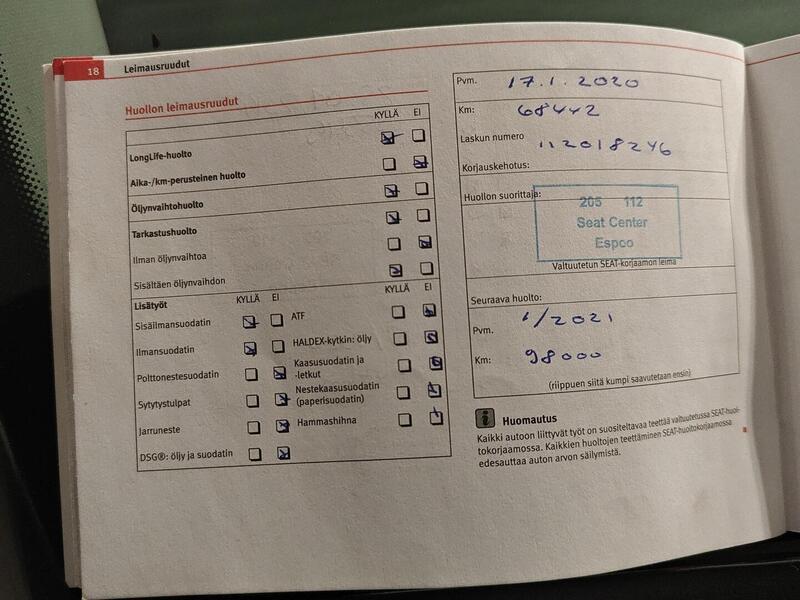 18 Leimausruudut
Huollon leimausruudut
KYLLÄ EI
LongLife-huolto
Aika-/km-perusteinen huolto
Öljynvaihtohuolto
Tarkastushuolto
Ilman öljynvaihtoa
Sisältäen öljynvaihdon
Lisätyöt KYLLÄ EI KYLLÄ EI
Sisäilmansuodatin
Ilmansuodatin
Polttonestesuodatin
Sytytystulpat
Jarruneste
DSG®: öljy ja suodatin
ATF
HALDEX-kytkin: öljy
Kaasusuodatin ja
-letkut
Nestekaasusuodatin
(paperisuodatin)
Hammashihna
Pvm. 17.1.2020
Km: 68442
Laskun numero 112018246
Korjauskehotus:
Huollon suorittaja:
205 112
Seat Center
Espoo
Valtuutetun SEAT-korjaamon leima
Seuraava huolto:
Pvm. 1/2021
Km: 98000
(riippuen siitä kumpi saavutetaan ensin)
i Huomautus
Kaikki autoon liittyvät työt on suositeltavaa teettää valtuutetussa SEAT-huol-
tokorjaamossa. Kaikkien huoltojen teettäminen SEAT-huoltokorjaamossa
edesauttaa auton arvon säilymistä.